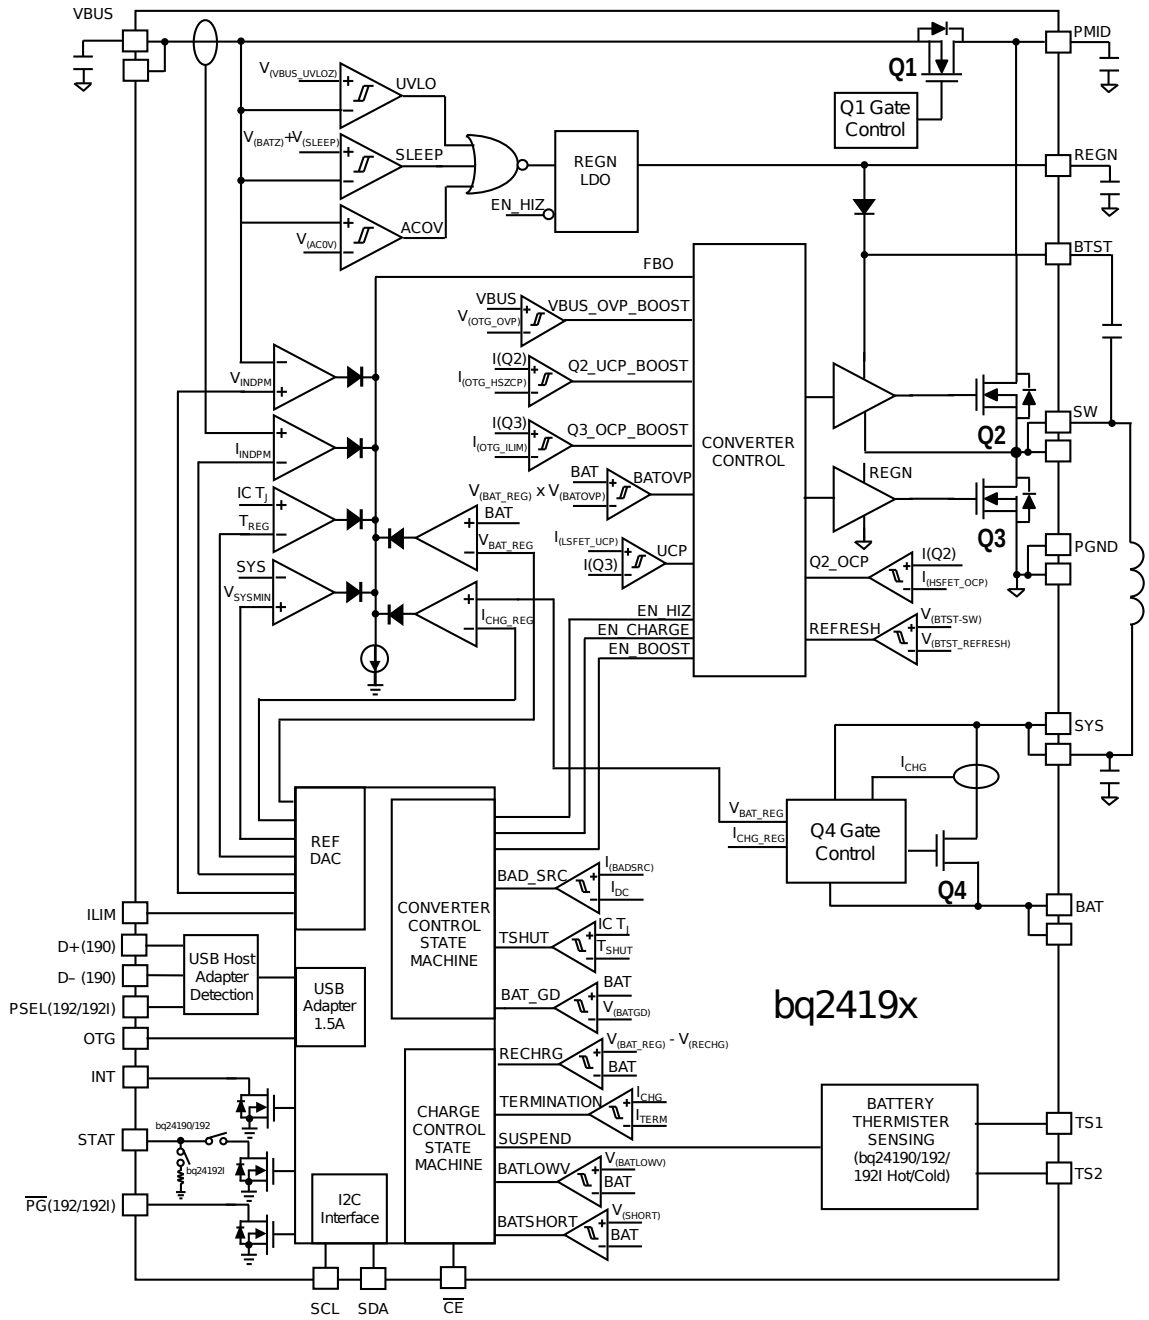 VBUS
PMID
Q1
V(VBUS_UVLOZ)
UVLO
Q1 Gate
Control
V(BATZ)+V(SLEEP)
SLEEP
REGN
LDO
REGN
EN_HIZ
ACOV
V(ACOV)
BTST
FBO
VBUS
VBUS_OVP_BOOST
V(OTG_OVP)
I(Q2)
Q2_UCP_BOOST
I(OTG_HSZCP)
VINDPM
I(Q3)
Q3_OCP_BOOST
I(OTG_ILIM)
SW
Q2
CONVERTER
CONTROL
IINDPM
BAT
BATOVP
REGN
V(BAT_REG) x V(BATOVP)
IC TJ
BAT
TREG
VBAT_REG
I(LSFET_UCP)
UCP
Q3
PGND
I(Q3)
Q2_OCP
I(Q2)
I(HSFET_OCP)
SYS
VSYSMIN
ICHG_REG
EN_HIZ
EN_CHARGE
EN_BOOST
REFRESH
V(BTST-SW)
V(BTST_REFRESH)
SYS
ICHG
VBAT_REG
ICHG_REG
Q4 Gate
Control
Q4
REF
DAC
BAD_SRC
I(BADSRC)
IDC
BAT
ILIM
CONVERTER
CONTROL
STATE
MACHINE
IC TJ
TSHUT
TSHUT
D+(190)
D– (190)
PSEL(192/192I)
USB Host
Adapter
Detection
USB
Adapter
1.5A
BAT_GD
BAT
V(BATGD)
bq2419x
OTG
RECHRG
V(BAT_REG) - V(RECHG)
BAT
INT
TERMINATION
ICHG
ITERM
CHARGE
CONTROL
STATE
MACHINE
BATTERY
THERMISTER
SENSING
(bq24190/192/
192I Hot/Cold)
TS1
TS2
STAT
bq24190/192
bq24192I
SUSPEND
BATLOWV
V(BATLOWV)
BAT
PG(192/192I)
I2C
Interface
BATSHORT
V(SHORT)
BAT
SCL
SDA
CE